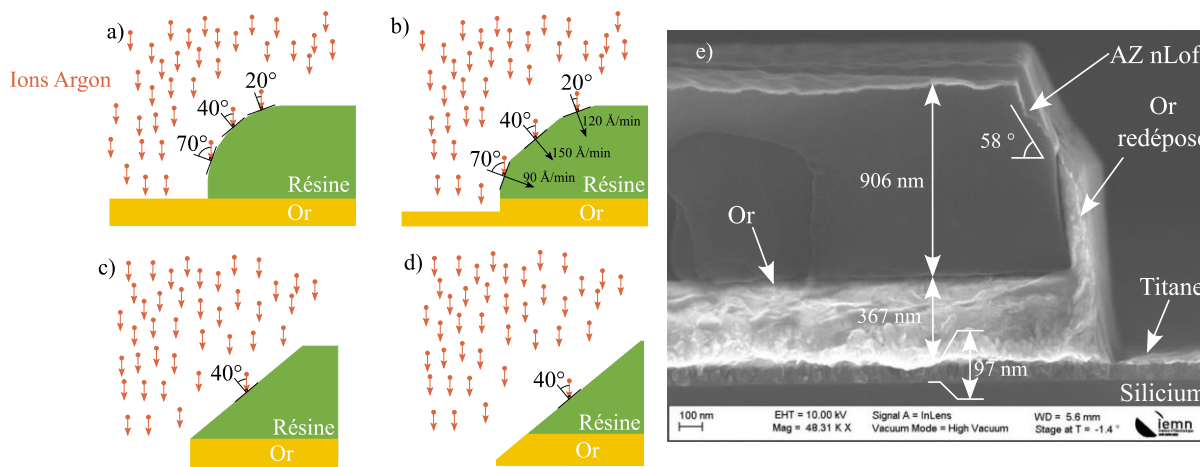 a)
Ions Argon
20°
40°
70°
Résine
Or
b)
20°
120 Å/min
40°
150 Å/min
70°
90 Å/min
Résine
Or
c)
40°
Résine
Or
d)
40°
Résine
Or
e)
AZ nLof
58 °
Or
redéposé
906 nm
Or
367 nm
97 nm
Titane
Silicium
100 nm
EHT = 10.00 kV
Signal A = InLens
WD = 5.6 mm
Mag = 48.31 K X
Vacuum Mode = High Vacuum
Stage at T = -1.4 °
iemn